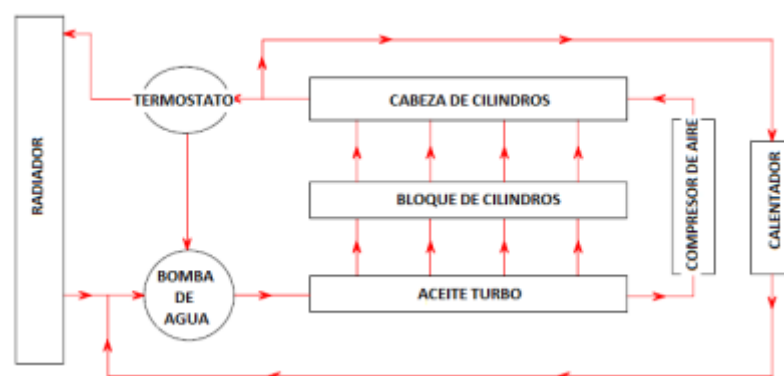 RADIADOR
TERMOSTATO
CABEZA DE CILINDROS
COMPRESOR DE AIRE
CALENTADOR
BLOQUE DE CILINDROS
BOMBA
DE
AGUA
ACEITE TURBO